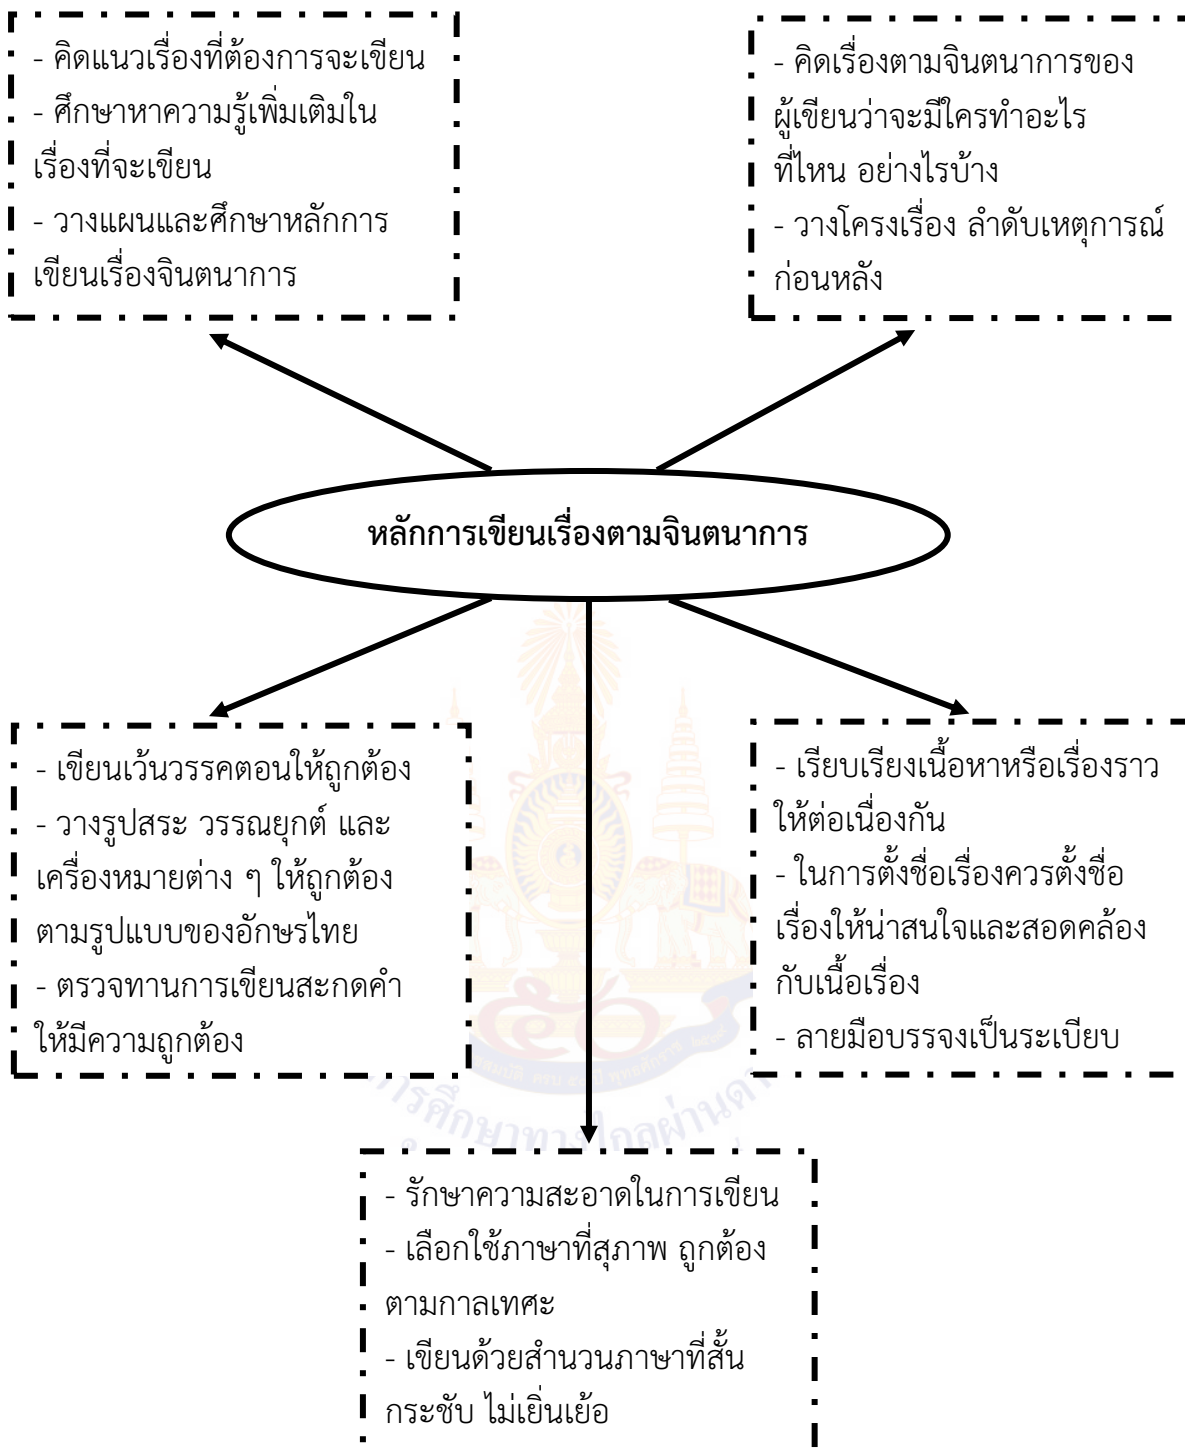 - คิดแนวเรื่องที่ต้องการจะเขียน
- ศึกษาหาความรู้เพิ่มเติมใน
เรื่องที่จะเขียน
- วางแผนและศึกษาหลักการ
เขียนเรื่องจินตนาการ
- คิดเรื่องตามจินตนาการของ
ผู้เขียนว่าจะมีใครทำอะไร
ที่ไหน อย่างไรบ้าง
- วางโครงเรื่อง ลำดับเหตุการณ์
ก่อนหลัง
หลักการเขียนเรื่องตามจินตนาการ
- เขียนเว้นวรรคตอนให้ถูกต้อง
- วางรูปสระ วรรณยุกต์ และ
เครื่องหมายต่าง ๆ ให้ถูกต้อง
ตามรูปแบบของอักษรไทย
- ตรวจทานการเขียนสะกดคำ
ให้มีความถูกต้อง
- เรียบเรียงเนื้อหาหรือเรื่องราว
ให้ต่อเนื่องกัน
- ในการตั้งชื่อเรื่องควรตั้งชื่อ
เรื่องให้น่าสนใจและสอดคล้อง
กับเนื้อเรื่อง
- ลายมือบรรจงเป็นระเบียบ
- รักษาความสะอาดในการเขียน
- เลือกใช้ภาษาที่สุภาพ ถูกต้อง
ตามกาลเทศะ
- เขียนด้วยสำนวนภาษาที่สั้น
กระชับ ไม่เยิ่นเย้อ